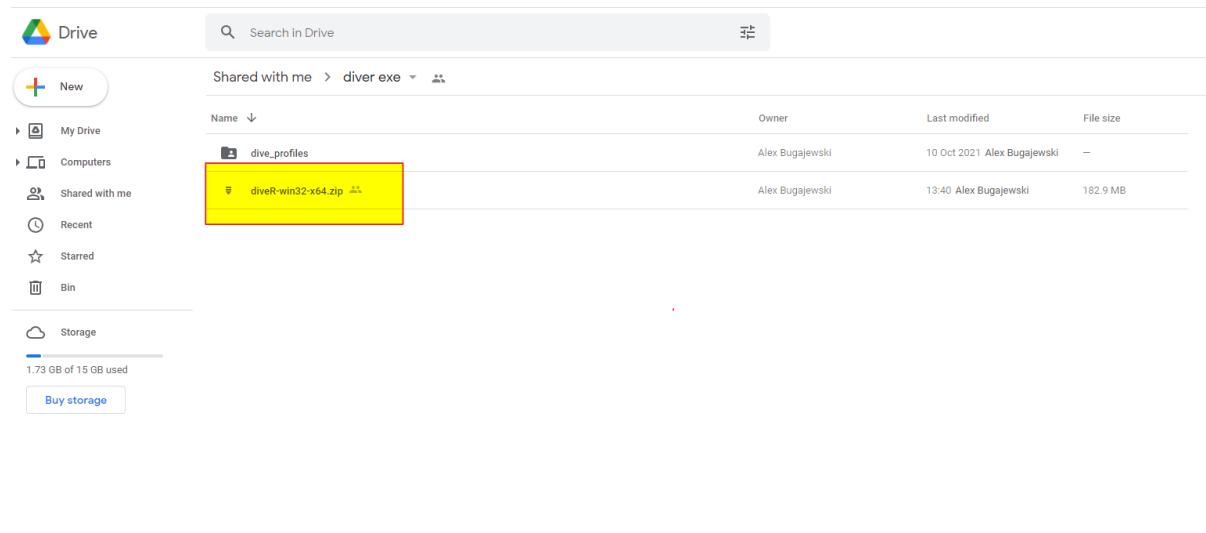 Drive
Search in Drive
New
Shared with me > diver exe
Name Owner Last modified File size
My Drive
dive_profiles Alex Bugajewski 10 Oct 2021 Alex Bugajewski —
Computers
diveR-win32-x64.zip Alex Bugajewski 13:40 Alex Bugajewski 182.9 MB
Shared with me
Recent
Starred
Bin
Storage
1.73 GB of 15 GB used
Buy storage